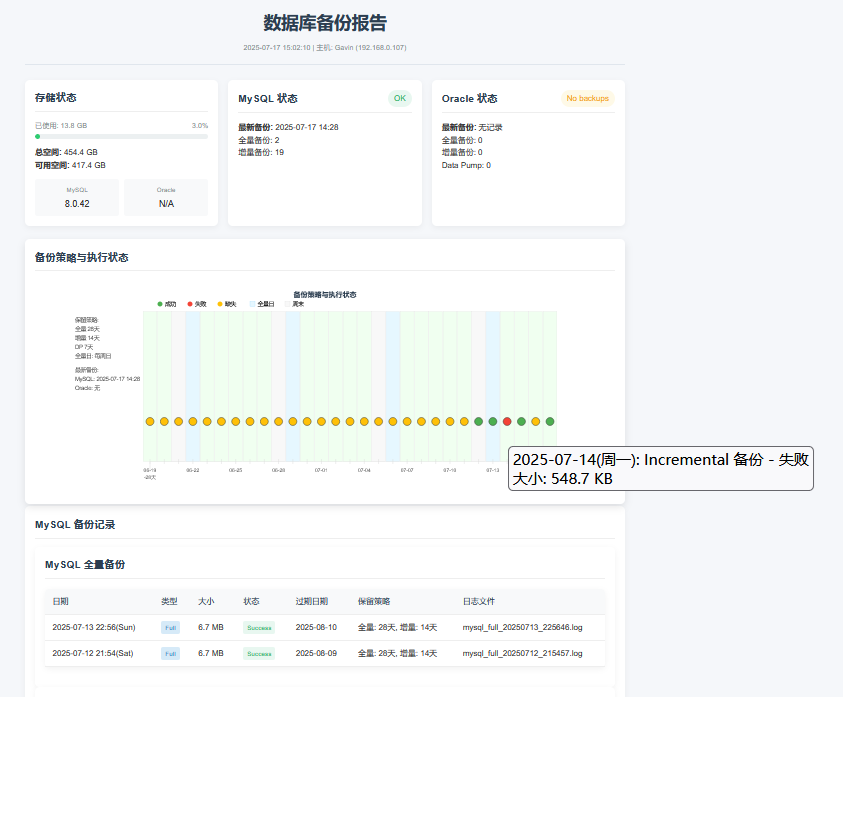 数据库备份报告
2025-07-17 15:02:10 | 主机: Gavin (192.168.0.107)
存储状态
已使用: 13.8 GB 3.0%
总空间: 454.4 GB
可用空间: 417.4 GB
MySQL
8.0.42
Oracle
N/A
MySQL 状态 OK
最新备份: 2025-07-17 14:28
全量备份: 2
增量备份: 19
Oracle 状态 No backups
最新备份: 无记录
全量备份: 0
增量备份: 0
Data Pump: 0
备份策略与执行状态
备份策略与执行状态
成功 失败 缺失 全量日 周末
保留策略:
全量 28天
增量 14天
DP 7天
全量日: 每周日
最新备份:
MySQL: 2025-07-17 14:28
Oracle: 无
06-19 06-22 06-25 06-28 07-01 07-04 07-07 07-10 07-13
-28天
2025-07-14(周一): Incremental 备份 - 失败
大小: 548.7 KB
MySQL 备份记录
MySQL 全量备份
日期 类型 大小 状态 过期日期 保留策略 日志文件
2025-07-13 22:56(Sun) Full 6.7 MB Success 2025-08-10 全量: 28天, 增量: 14天 mysql_full_20250713_225646.log
2025-07-12 21:54(Sat) Full 6.7 MB Success 2025-08-09 全量: 28天, 增量: 14天 mysql_full_20250712_215457.log